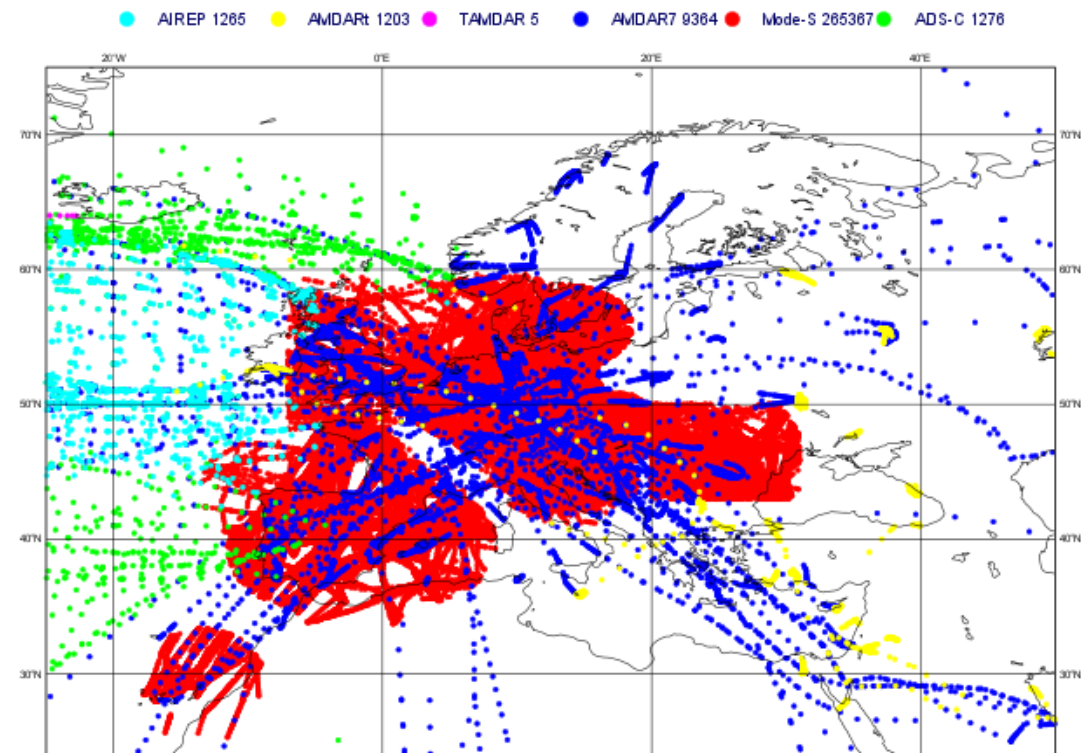 AIREP 1265 AMDARt 1203 TAMDAR 5 AMDAR7 9364 Mode-S 265367 ADS-C 1276
20°W 0°E 20°E 40°E
70°N 70°N
60°N 60°N
50°N 50°N
40°N 40°N
30°N 30°N